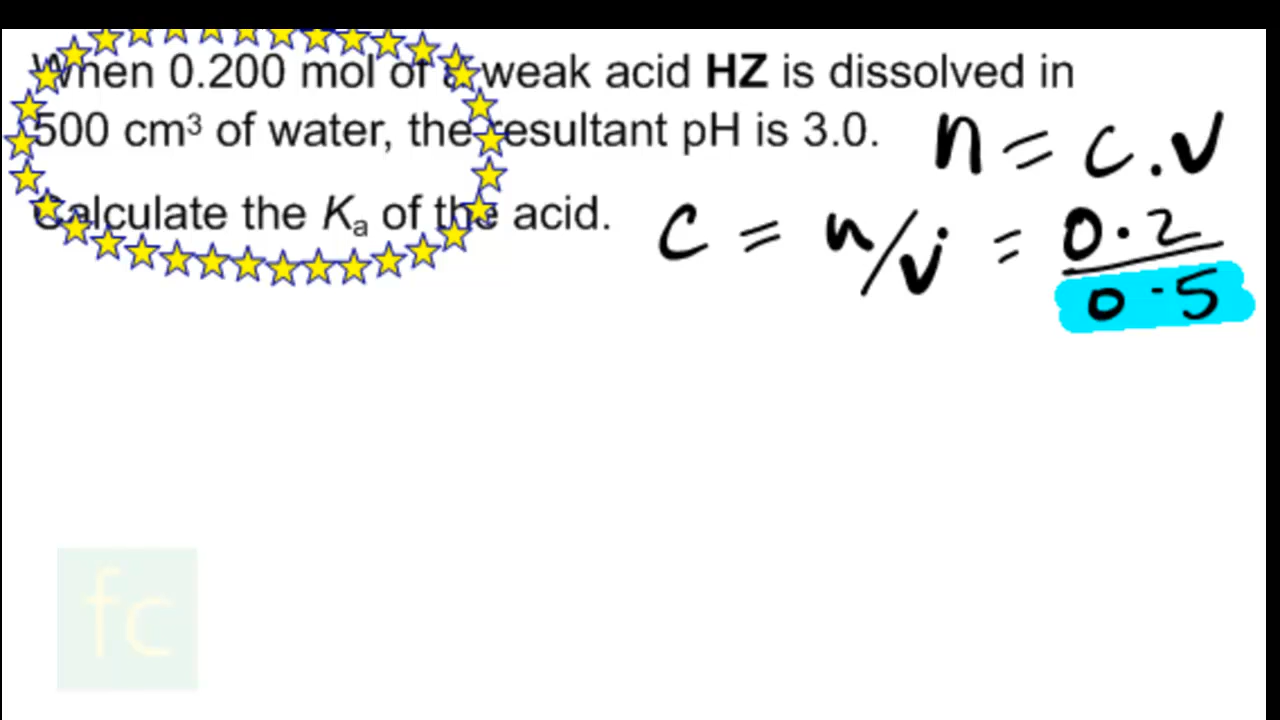 When 0.200 mol of a weak acid HZ is dissolved in
500 cm³ of water, the resultant pH is 3.0.
n = c.v
Calculate the Kₐ of the acid.
c = n/v = 0.2
0.5
fc